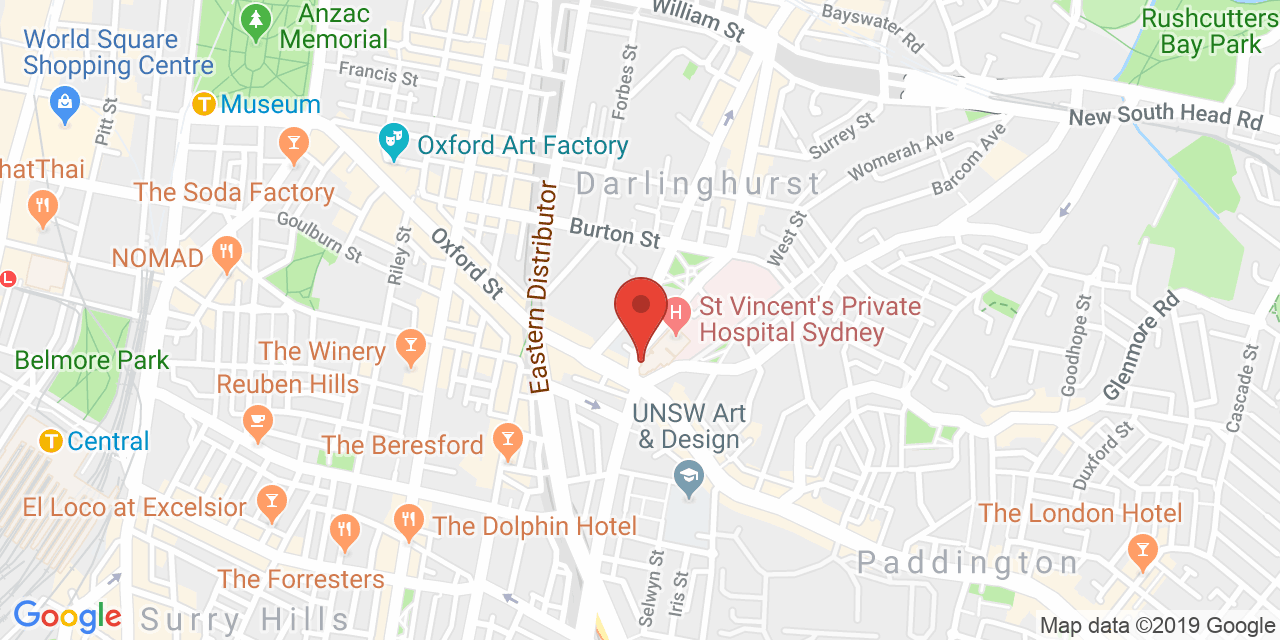 Anzac
Memorial
William St
Bayswater Rd
Rushcutters
Bay Park
World Square
Shopping Centre
Francis St
Forbes St
Pitt St
T Museum
New South Head Rd
Surrey St
Womerah Ave
Barcom Ave
Oxford Art Factory
hatThai
The Soda Factory
Darlinghurst
Goulburn St
Burton St
West St
NOMAD
Riley St
Oxford St
Eastern Distributor
L
H
St Vincent's Private
Hospital Sydney
Goodhope St
Glenmore Rd
Cascade St
Belmore Park
The Winery
Reuben Hills
UNSW Art
& Design
T Central
The Beresford
Duxford St
El Loco at Excelsior
The Dolphin Hotel
The London Hotel
Paddington
The Forresters
Selwyn St
Iris St
Google
Surry Hills
Map data ©2019 Google